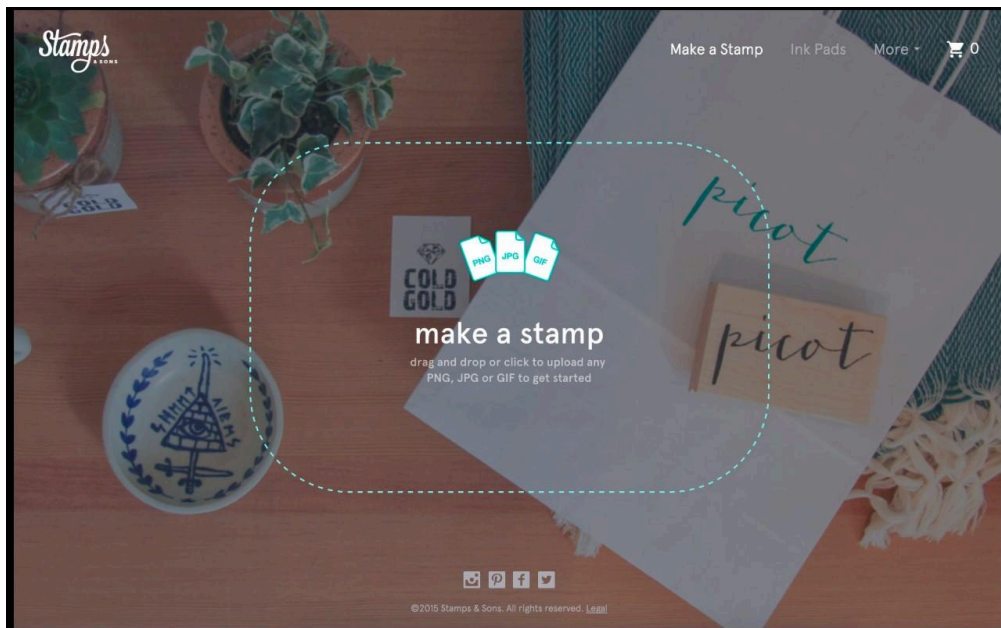 Stamps
& SONS
Make a Stamp
Ink Pads
More
0
PNG
JPG
GIF
picot
COLD
GOLD
COLD
GOLD
picot
make a stamp
drag and drop or click to upload any
PNG, JPG or GIF to get started
©2015 Stamps & Sons. All rights reserved. Legal